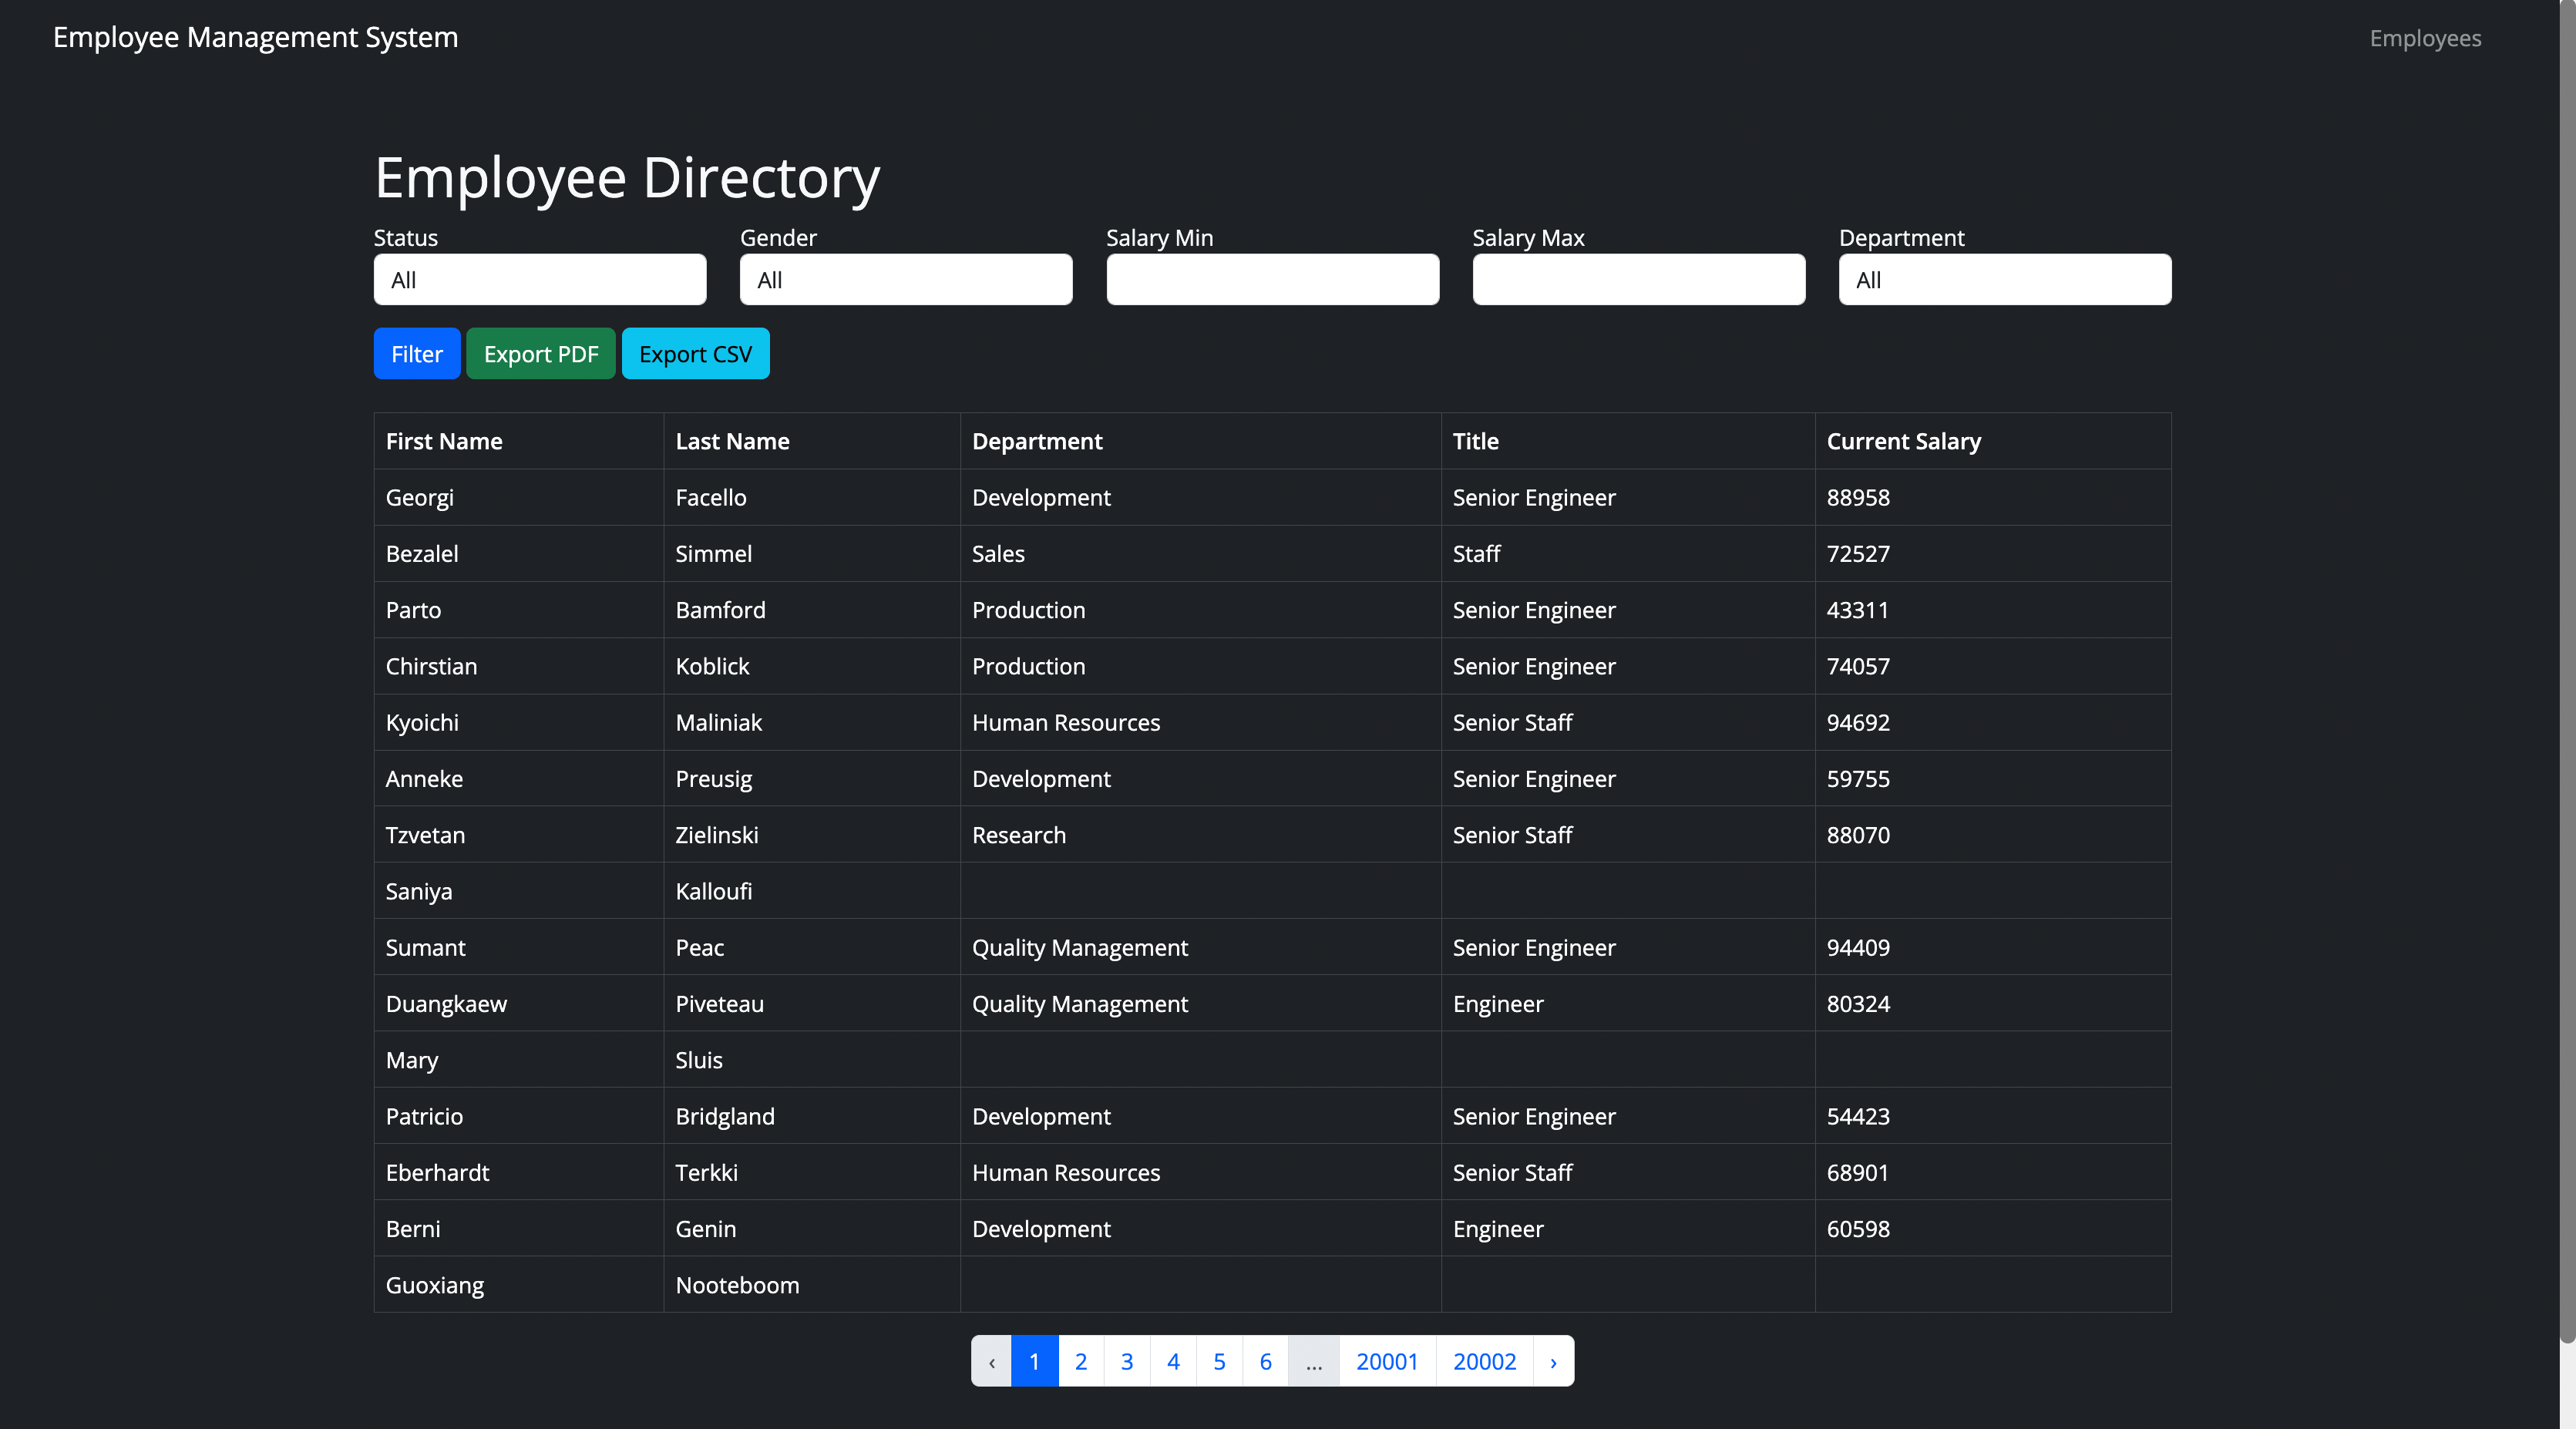 Employee Management System Employees
Employee Directory
Status Gender Salary Min Salary Max Department
All All All
Filter Export PDF Export CSV
First Name Last Name Department Title Current Salary
Georgi Facello Development Senior Engineer 88958
Bezalel Simmel Sales Staff 72527
Parto Bamford Production Senior Engineer 43311
Chirstian Koblick Production Senior Engineer 74057
Kyoichi Maliniak Human Resources Senior Staff 94692
Anneke Preusig Development Senior Engineer 59755
Tzvetan Zielinski Research Senior Staff 88070
Saniya Kalloufi
Sumant Peac Quality Management Senior Engineer 94409
Duangkaew Piveteau Quality Management Engineer 80324
Mary Sluis
Patricio Bridgland Development Senior Engineer 54423
Eberhardt Terkki Human Resources Senior Staff 68901
Berni Genin Development Engineer 60598
Guoxiang Nooteboom
‹ 1 2 3 4 5 6 ... 20001 20002 ›